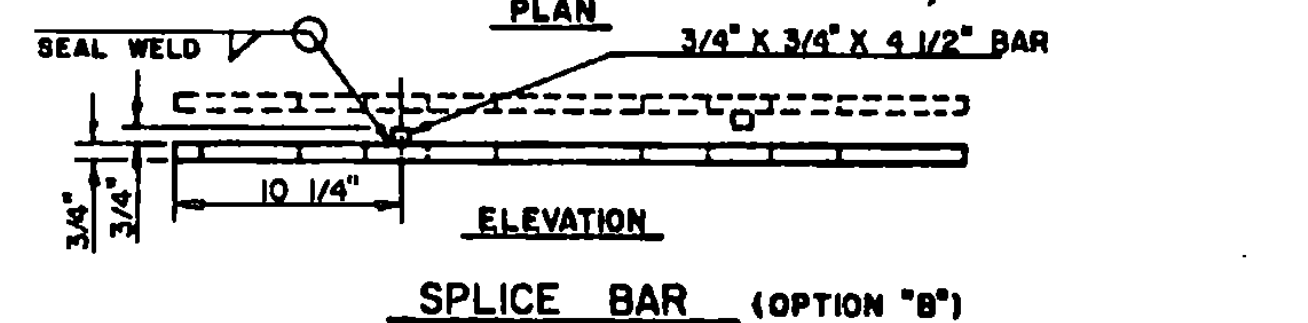 PLAN
SEAL WELD
3/4" X 3/4" X 4 1/2" BAR
3/4"
3/4"
10 1/4"
ELEVATION
SPLICE BAR (OPTION "B")